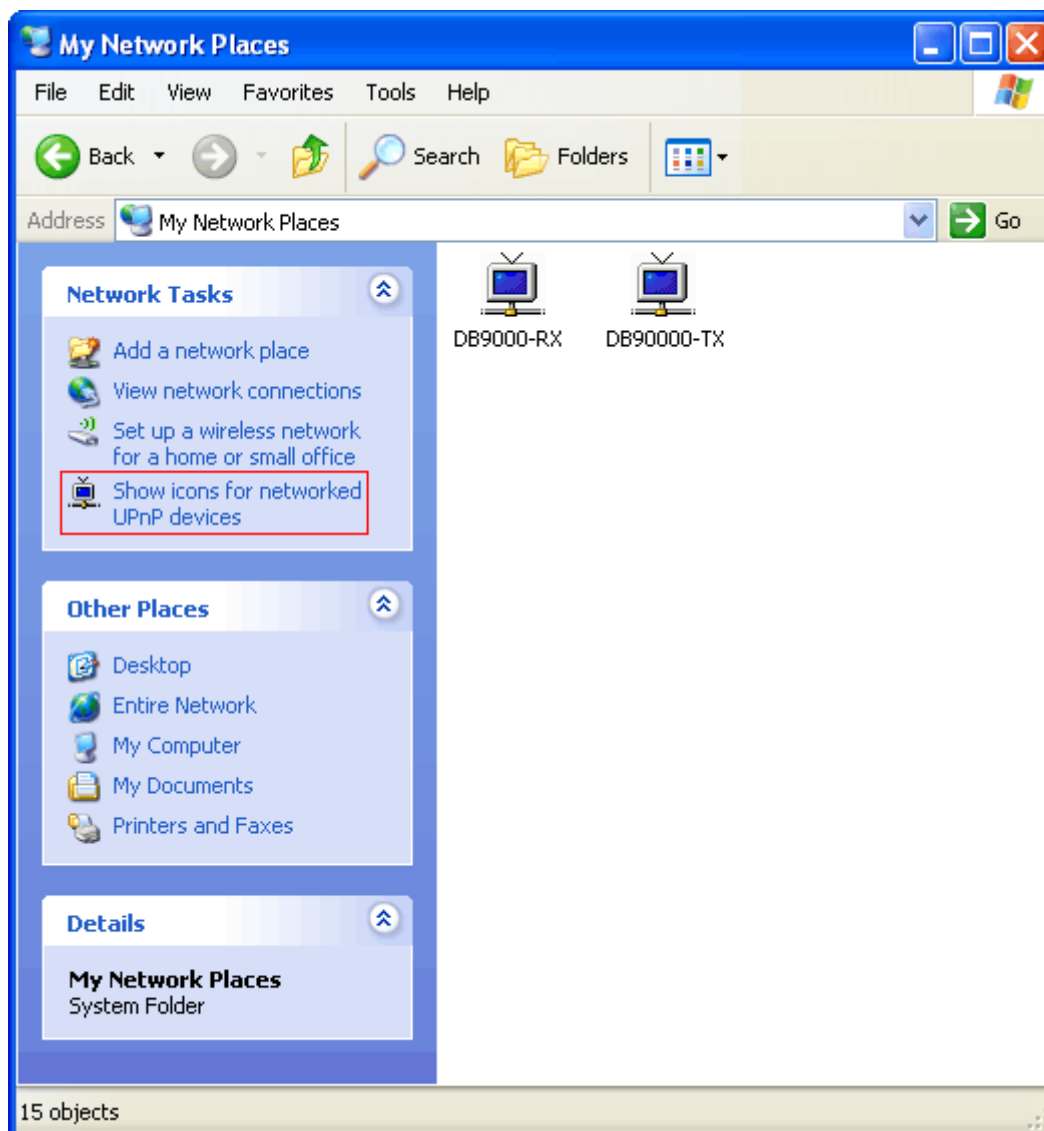 My Network Places
File Edit View Favorites Tools Help
Back Search Folders
Address My Network Places Go
Network Tasks
Add a network place
View network connections
Set up a wireless network
for a home or small office
Show icons for networked
UPnP devices
Other Places
Desktop
Entire Network
My Computer
My Documents
Printers and Faxes
Details
My Network Places
System Folder
DB9000-RX DB90000-TX
15 objects